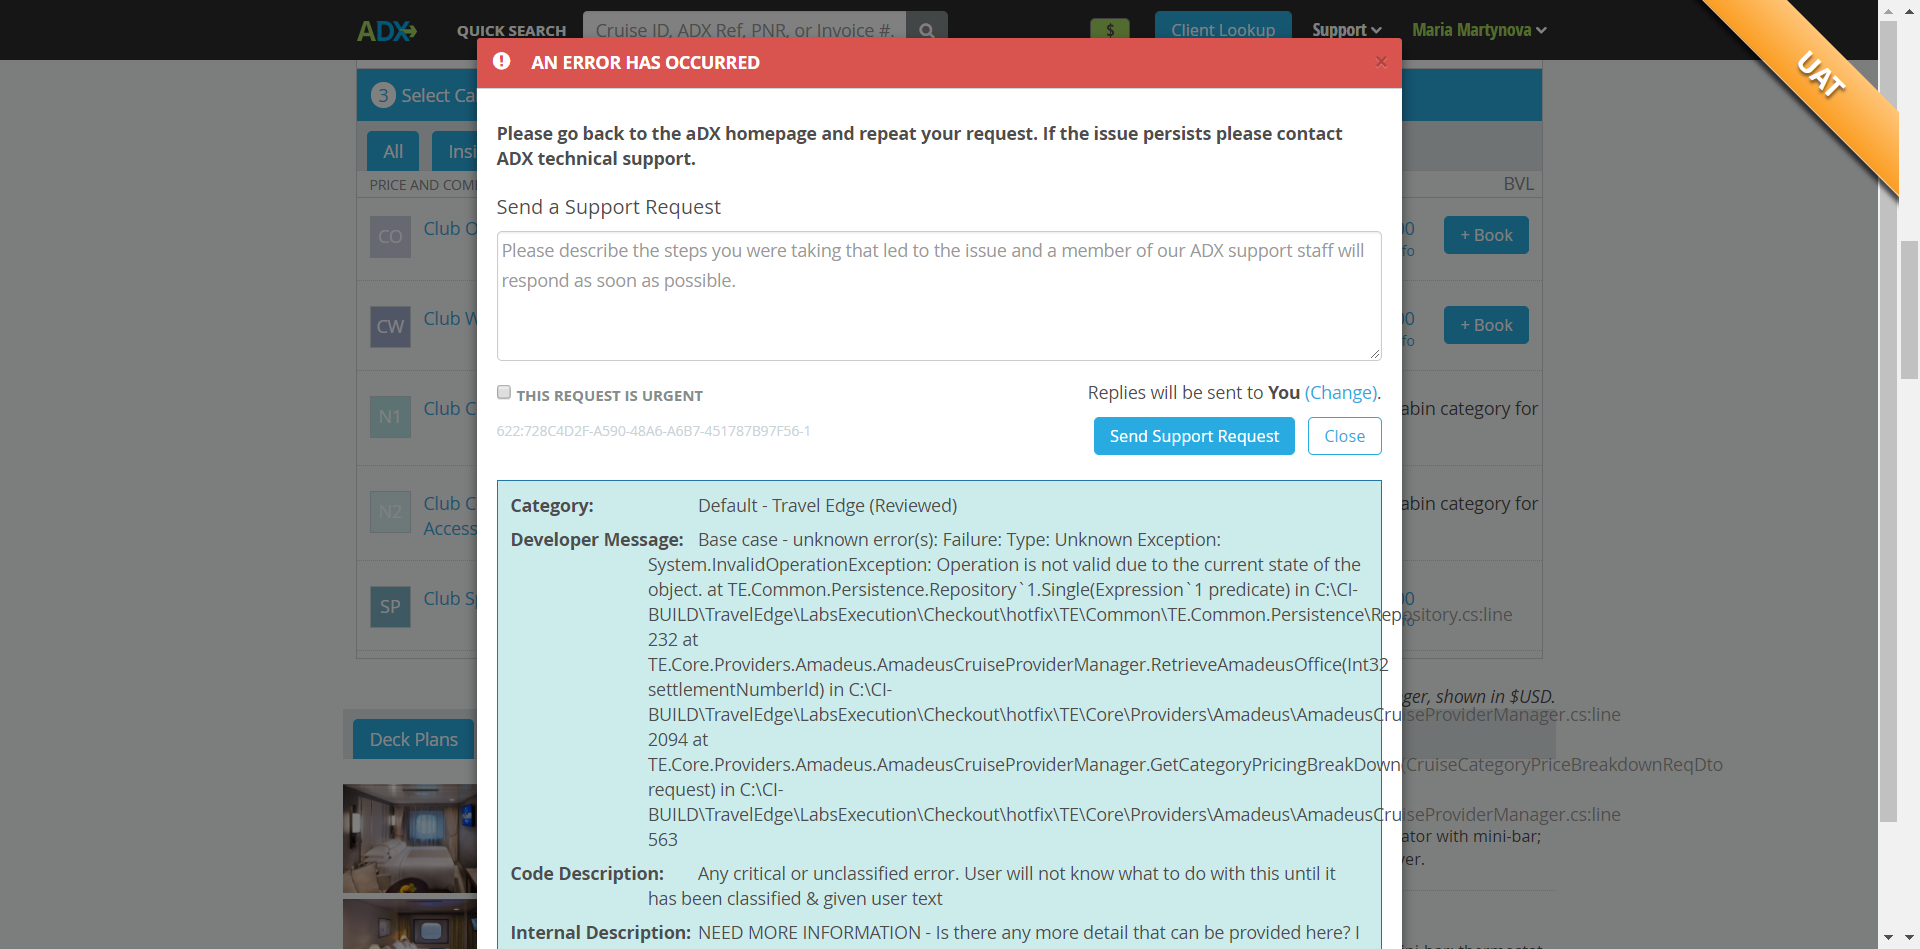 ADX
QUICK SEARCH
Cruise ID, ADX Ref, PNR, or Invoice #.
$
Client Lookup
Support
Maria Martynova
UAT
AN ERROR HAS OCCURRED
×
3 Select
All
PRICE AND
BVL
CO
Club
+ Book
CW
Club
+ Book
N1
Club
cabin category for
N2
Club
Access
cabin category for
SP
Club
Please go back to the aDX homepage and repeat your request. If the issue persists please contact
ADX technical support.
Send a Support Request
Please describe the steps you were taking that led to the issue and a member of our ADX support staff will
respond as soon as possible.
THIS REQUEST IS URGENT
Replies will be sent to You (Change).
622:728C4D2F-A590-48A6-A6B7-451787B97F56-1
Send Support Request
Close
Category: Default - Travel Edge (Reviewed)
Developer Message: Base case - unknown error(s): Failure: Type: Unknown Exception:
System.InvalidOperationException: Operation is not valid due to the current state of the
object. at TE.Common.Persistence.Repository`1.Single(Expression`1 predicate) in C:\CI-
BUILD\TravelEdge\LabsExecution\Checkout\hotfix\TE\Common\TE.Common.Persistence\Repository.cs:line
232 at
TE.Core.Providers.Amadeus.AmadeusCruiseProviderManager.RetrieveAmadeusOffice(Int32
settlementNumberId) in C:\CI-
BUILD\TravelEdge\LabsExecution\Checkout\hotfix\TE\Core\Providers\Amadeus\AmadeusCruiseProviderManager.cs:line
2094 at
TE.Core.Providers.Amadeus.AmadeusCruiseProviderManager.GetCategoryPricingBreakDown(CruiseCategoryPriceBreakdownReqDto
request) in C:\CI-
BUILD\TravelEdge\LabsExecution\Checkout\hotfix\TE\Core\Providers\Amadeus\AmadeusCruiseProviderManager.cs:line
563
Code Description: Any critical or unclassified error. User will not know what to do with this until it
has been classified & given user text
Internal Description: NEED MORE INFORMATION - Is there any more detail that can be provided here? I
shown in $USD.
Deck Plans
with mini-bar;